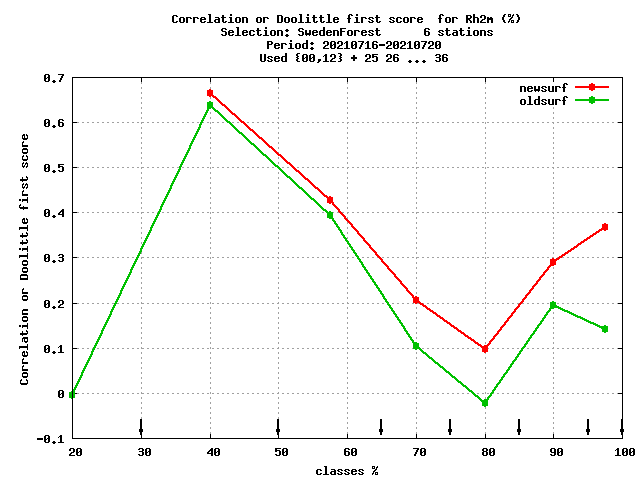 Correlation or Doolittle first score  for Rh2m (%)
Selection: SwedenForest      6 stations
Period: 20210716-20210720
Used {00,12} + 25 26 ... 36
newsurf
oldsurf
Correlation or Doolittle first score
0.7
0.6
0.5
0.4
0.3
0.2
0.1
0
-0.1
20 30 40 50 60 70 80 90 100
classes %